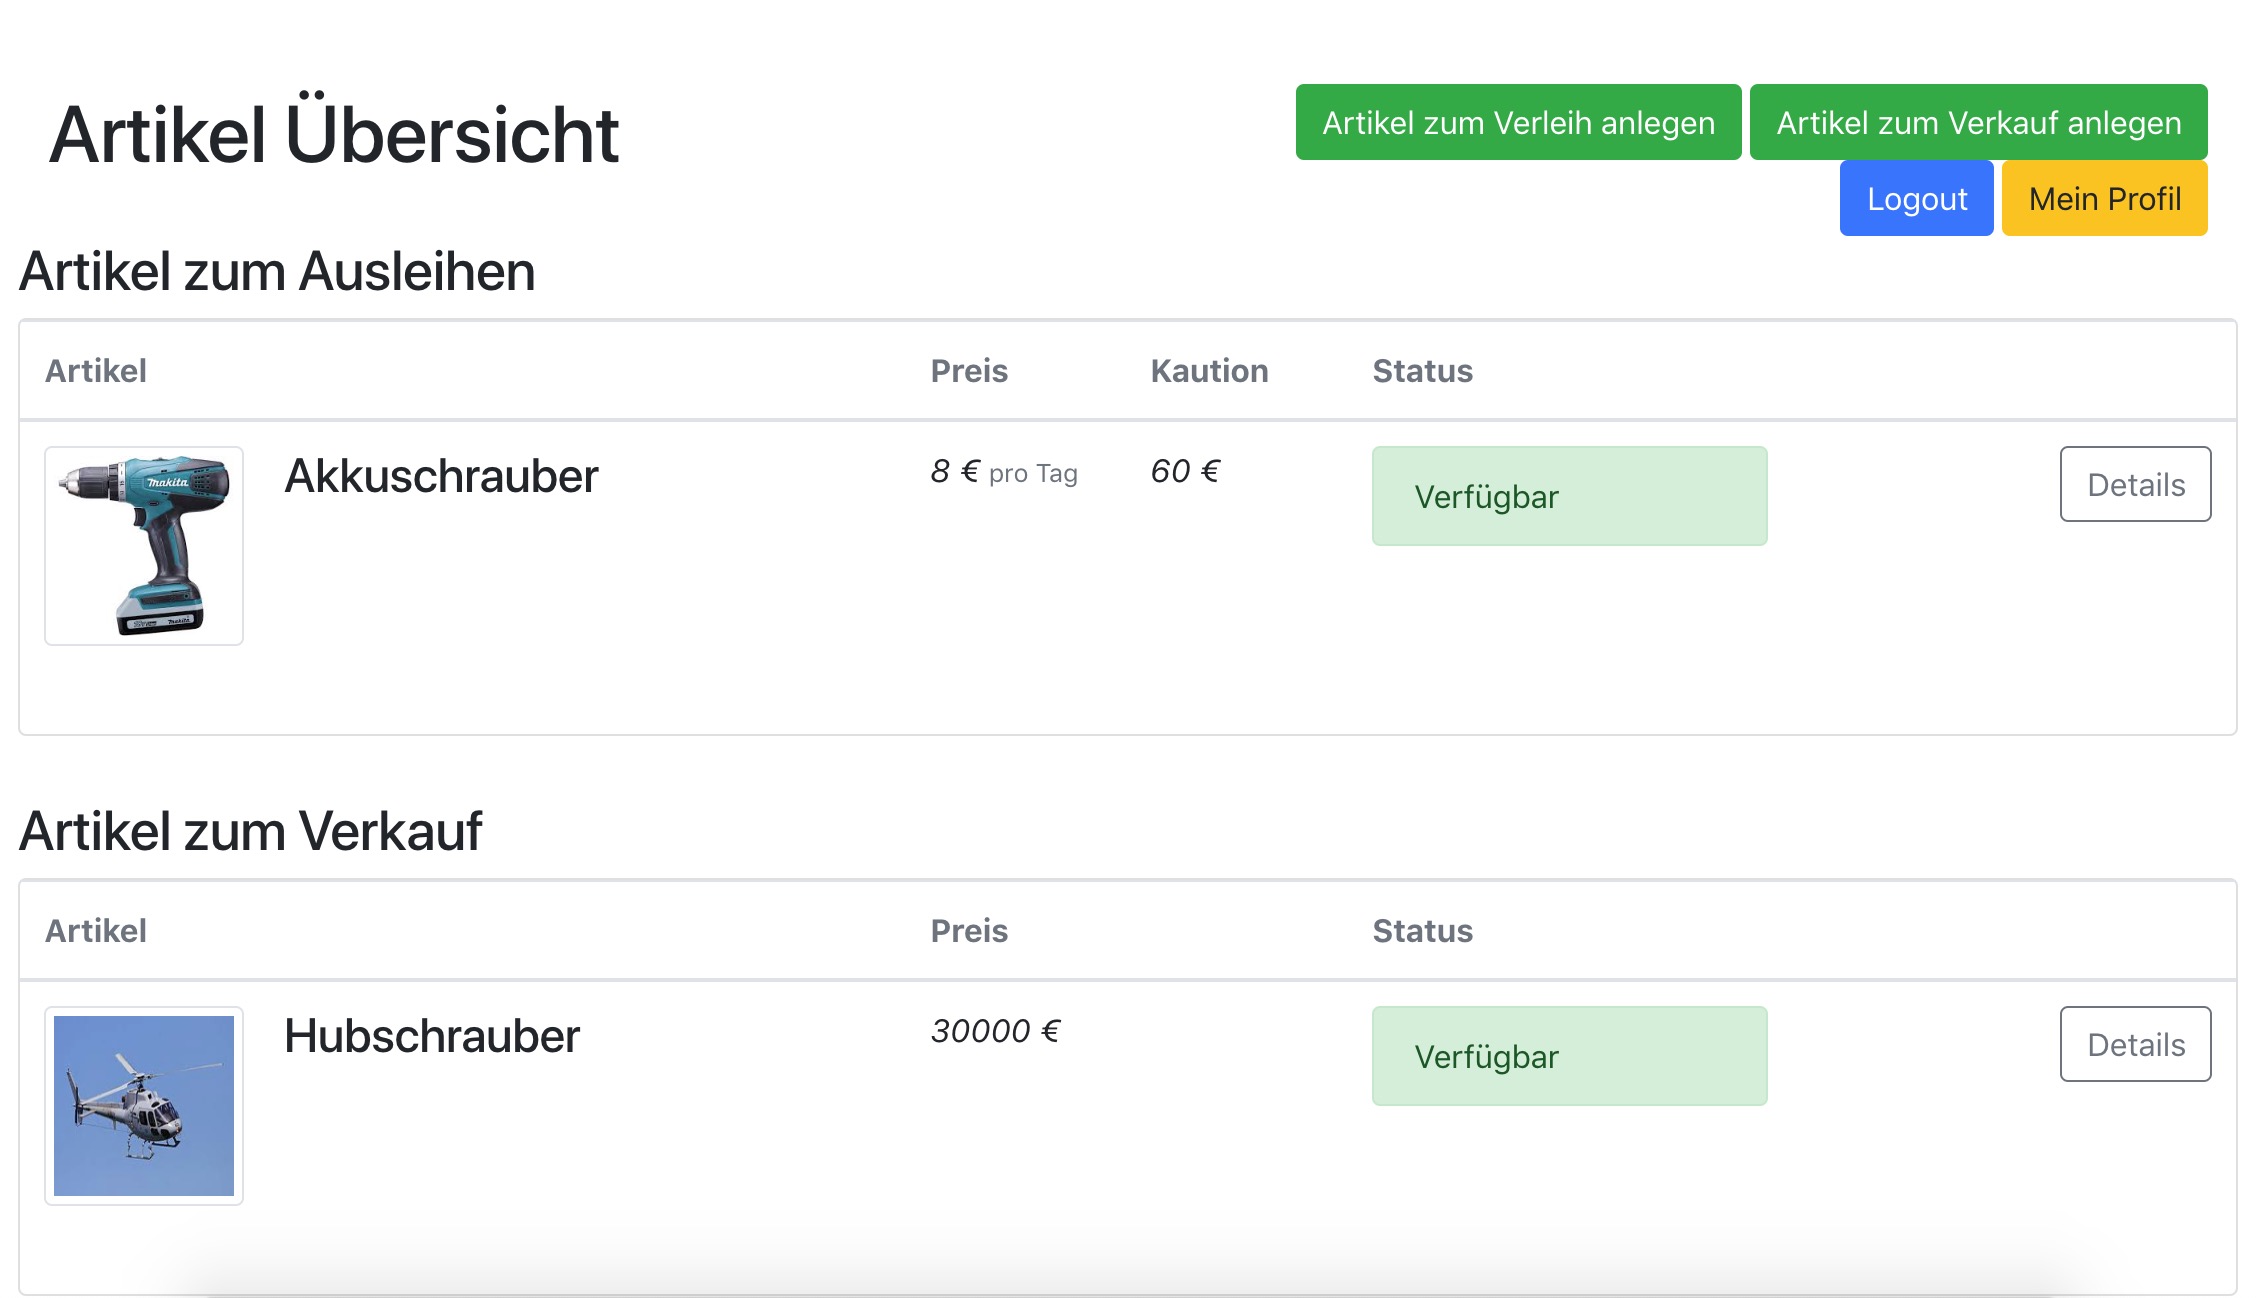 Artikel Übersicht
Artikel zum Verleih anlegen Artikel zum Verkauf anlegen
Logout Mein Profil
Artikel zum Ausleihen
Artikel Preis Kaution Status
Akkuschrauber 8 € pro Tag 60 € Verfügbar Details
makita
makita
Artikel zum Verkauf
Artikel Preis Status
Hubschrauber 30000 € Verfügbar Details